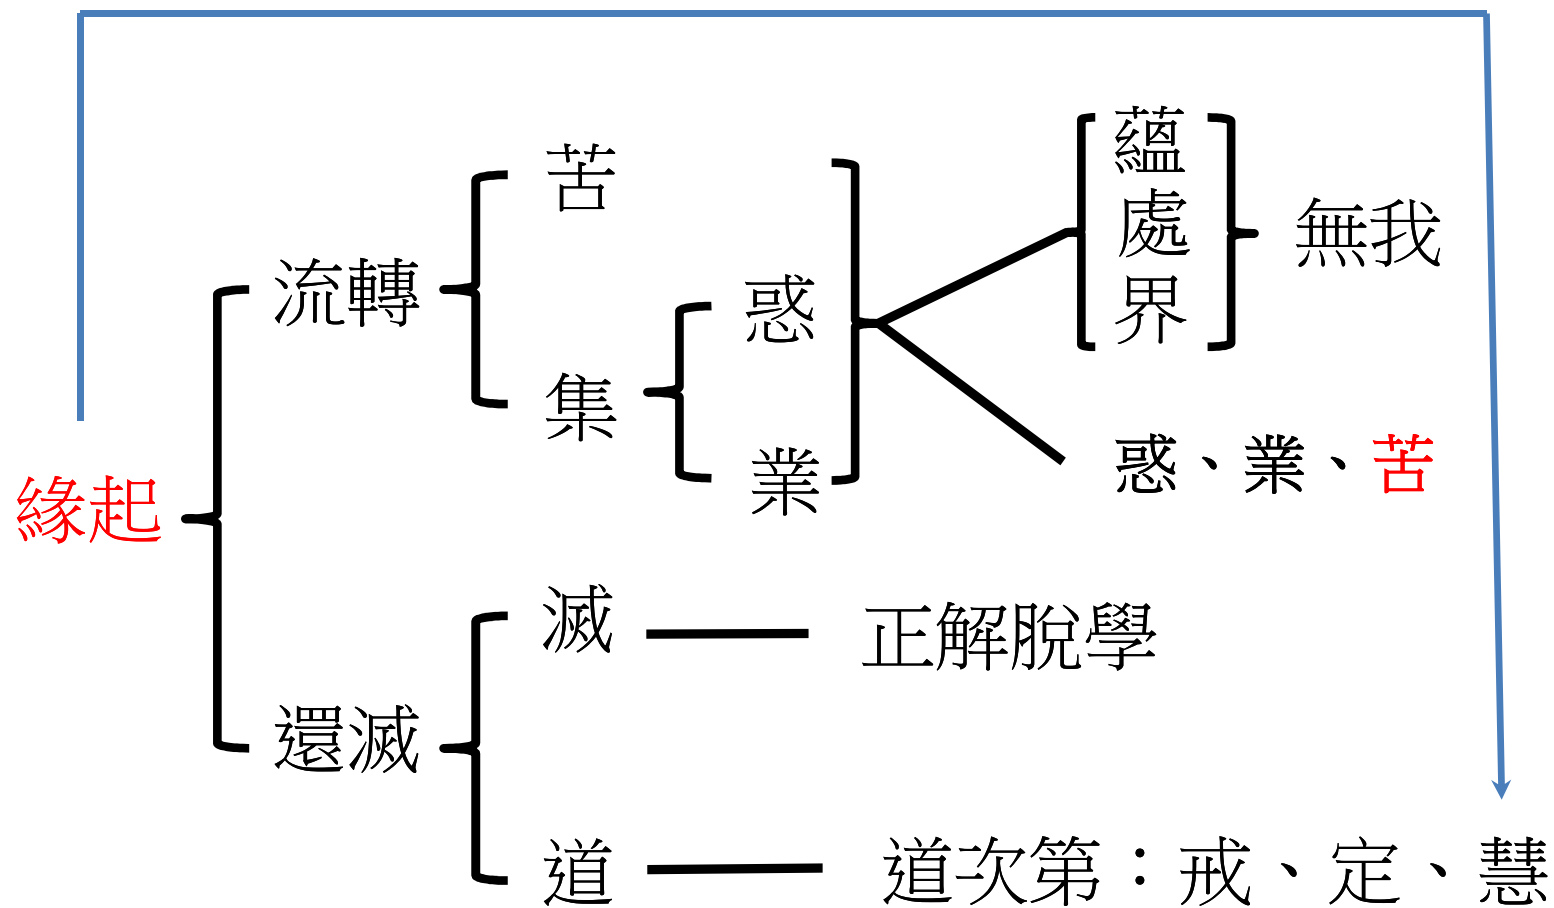 緣起
流轉
苦
集
惑
業
蘊
處
界
無我
惑、業、苦
還滅
滅
正解脫學
道
道次第：戒、定、慧